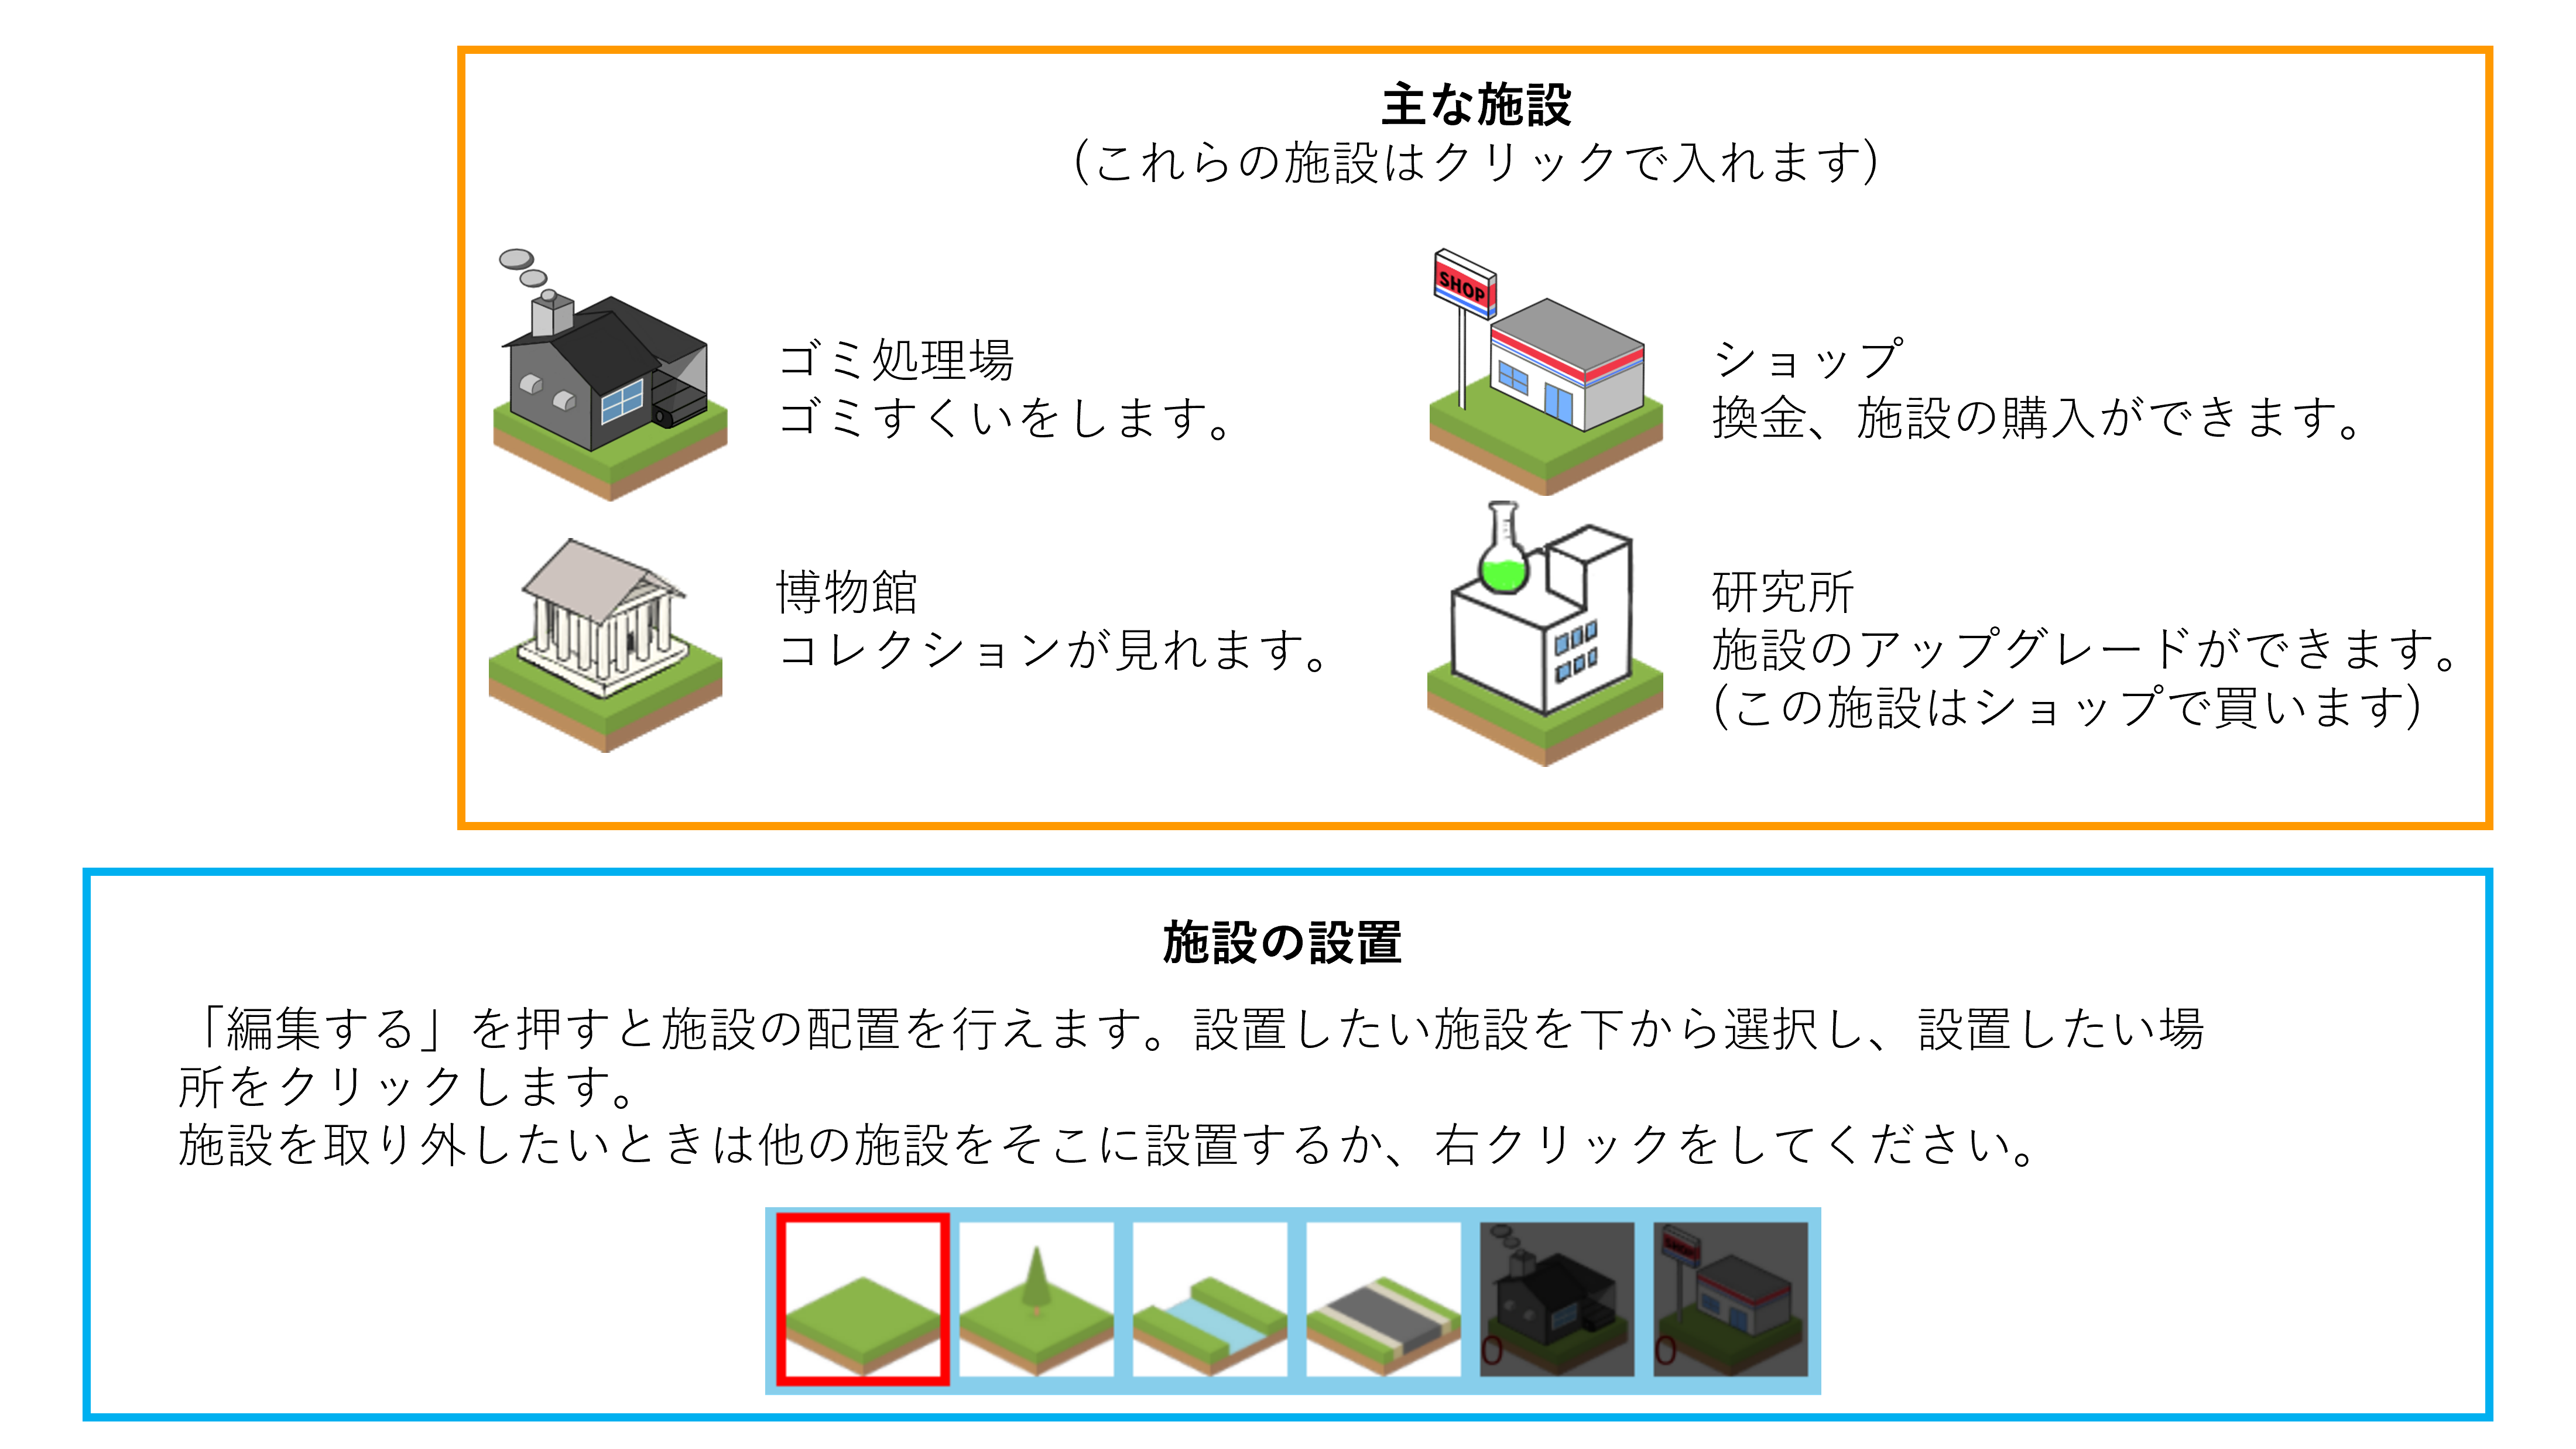 主な施設
（これらの施設はクリックで入れます）
SHOP
ゴミ処理場
ゴミすくいをします。
ショップ
換金、施設の購入ができます。
博物館
コレクションが見れます。
研究所
施設のアップグレードができます。
（この施設はショップで買います）
施設の設置
「編集する」を押すと施設の配置を行えます。設置したい施設を下から選択し、設置したい場
所をクリックします。
施設を取り外したいときは他の施設をそこに設置するか、右クリックをしてください。
SHOP
0
0